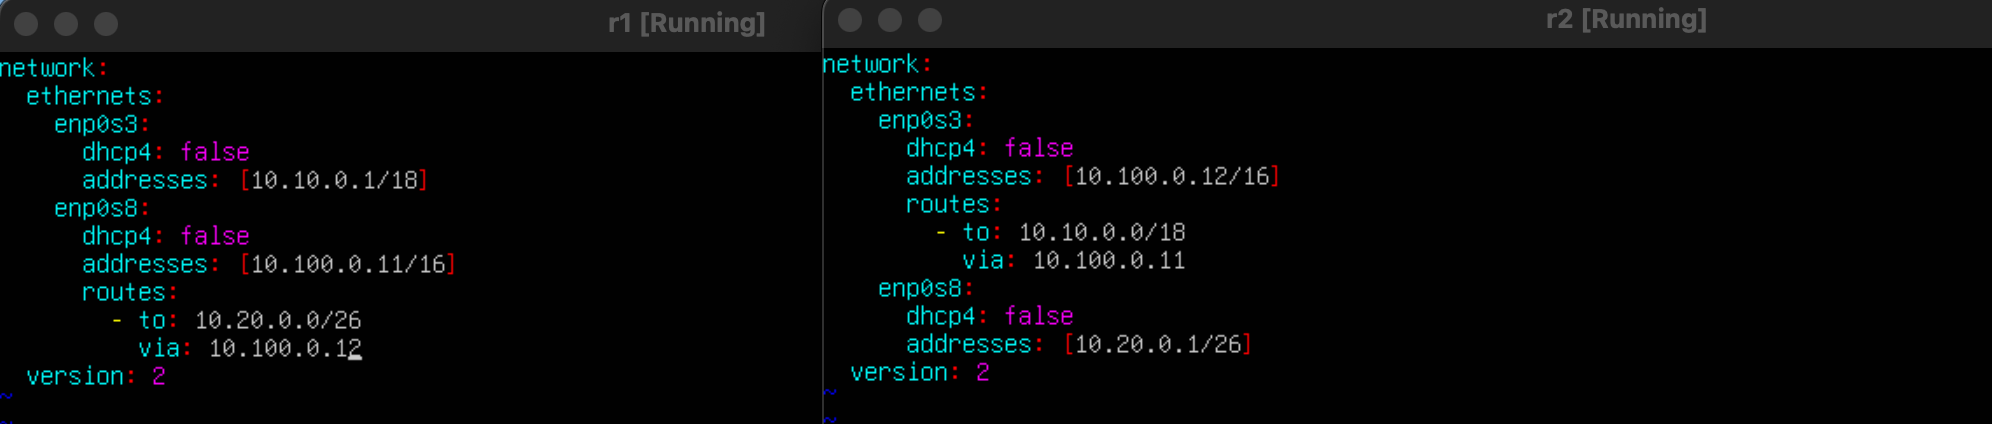 r1 [Running]
network:
  ethernets:
    enp0s3:
      dhcp4: false
      addresses: [10.10.0.1/18]
    enp0s8:
      dhcp4: false
      addresses: [10.100.0.11/16]
      routes:
        - to: 10.20.0.0/26
          via: 10.100.0.12
  version: 2
~
~
r2 [Running]
network:
  ethernets:
    enp0s3:
      dhcp4: false
      addresses: [10.100.0.12/16]
      routes:
        - to: 10.10.0.0/18
          via: 10.100.0.11
    enp0s8:
      dhcp4: false
      addresses: [10.20.0.1/26]
  version: 2
~
~